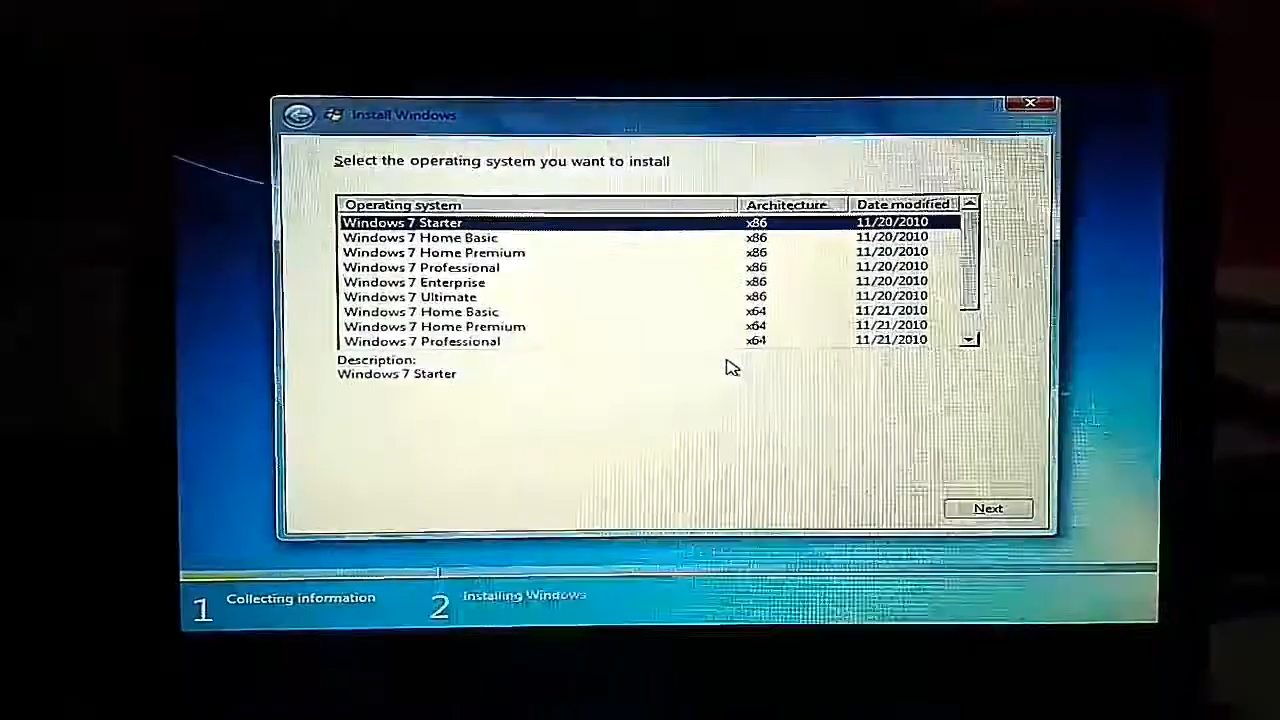 Install Windows
Select the operating system you want to install
Operating system Architecture Date modified
Windows 7 Starter x86 11/20/2010
Windows 7 Home Basic x86 11/20/2010
Windows 7 Home Premium x86 11/20/2010
Windows 7 Professional x86 11/20/2010
Windows 7 Enterprise x86 11/20/2010
Windows 7 Ultimate x86 11/20/2010
Windows 7 Home Basic x64 11/21/2010
Windows 7 Home Premium x64 11/21/2010
Windows 7 Professional x64 11/21/2010
Description:
Windows 7 Starter
Next
1 Collecting information 2 Installing Windows